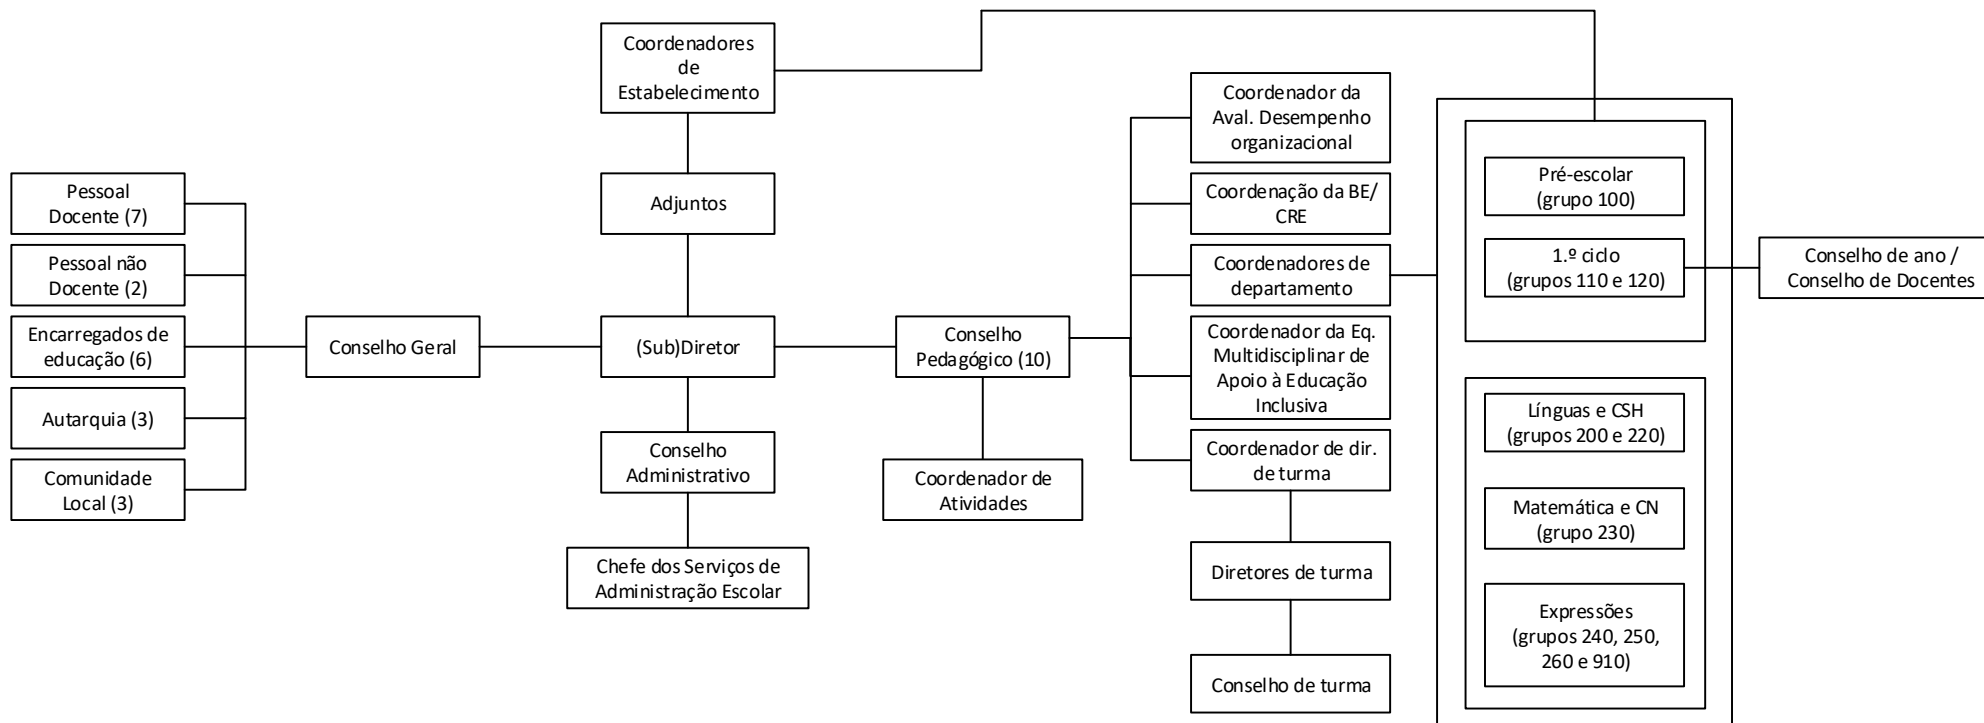 Coordenadores
de
Estabelecimento
Adjuntos
Pessoal
Docente (7)
Pessoal não
Docente (2)
Encarregados de
educação (6)
Autarquia (3)
Comunidade
Local (3)
Conselho Geral
(Sub)Diretor
Conselho
Administrativo
Chefe dos Serviços de
Administração Escolar
Conselho
Pedagógico (10)
Coordenador de
Atividades
Coordenador da
Aval. Desempenho
organizacional
Coordenação da BE/
CRE
Coordenadores de
departamento
Coordenador da Eq.
Multidisciplinar de
Apoio à Educação
Inclusiva
Coordenador de dir.
de turma
Diretores de turma
Conselho de turma
Pré-escolar
(grupo 100)
1.º ciclo
(grupos 110 e 120)
Línguas e CSH
(grupos 200 e 220)
Matemática e CN
(grupo 230)
Expressões
(grupos 240, 250,
260 e 910)
Conselho de ano /
Conselho de Docentes